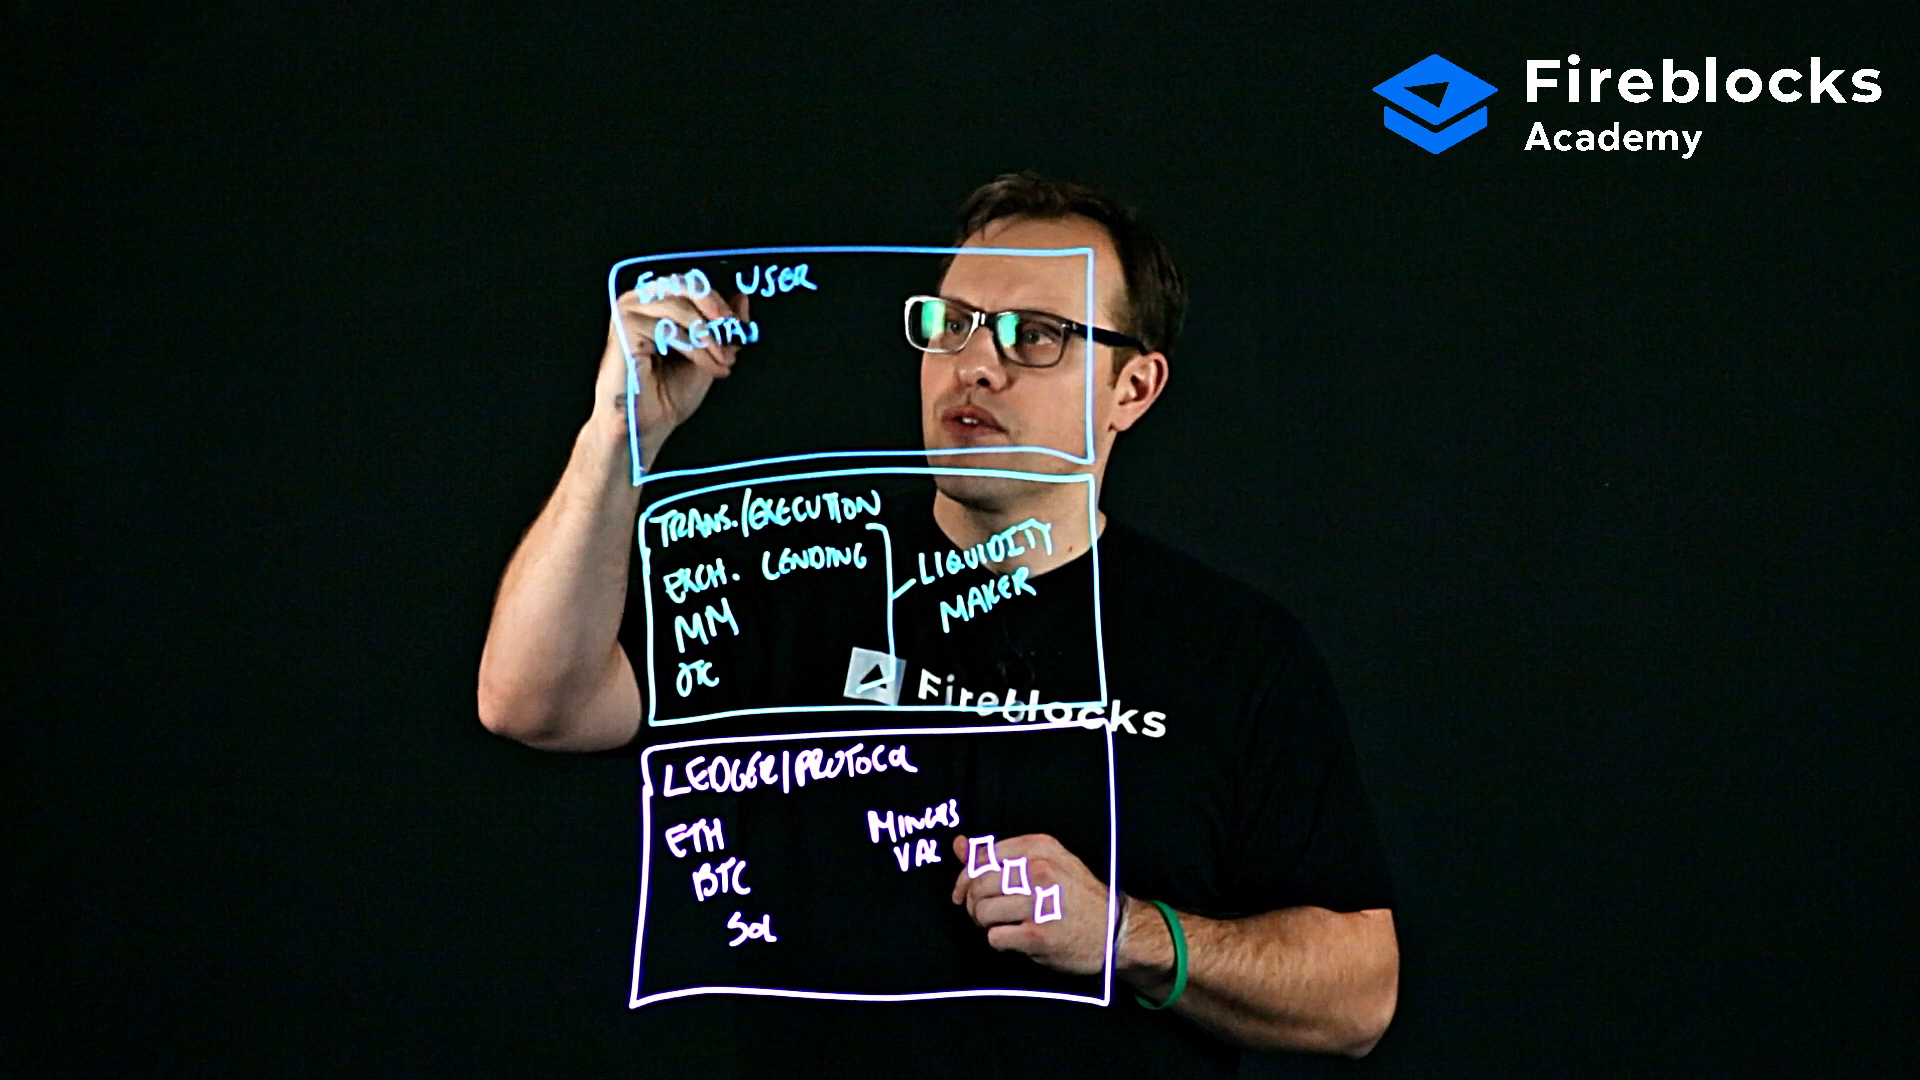 Fireblocks
Academy
END USER
RETAI
TRANS./EXECUTION
EXCH. LENDING
MM
OTC
LIQUIDITY
MAKER
Fireblocks
LEDGER/PROTOCOL
ETH
BTC
SOL
MINERS
VAL